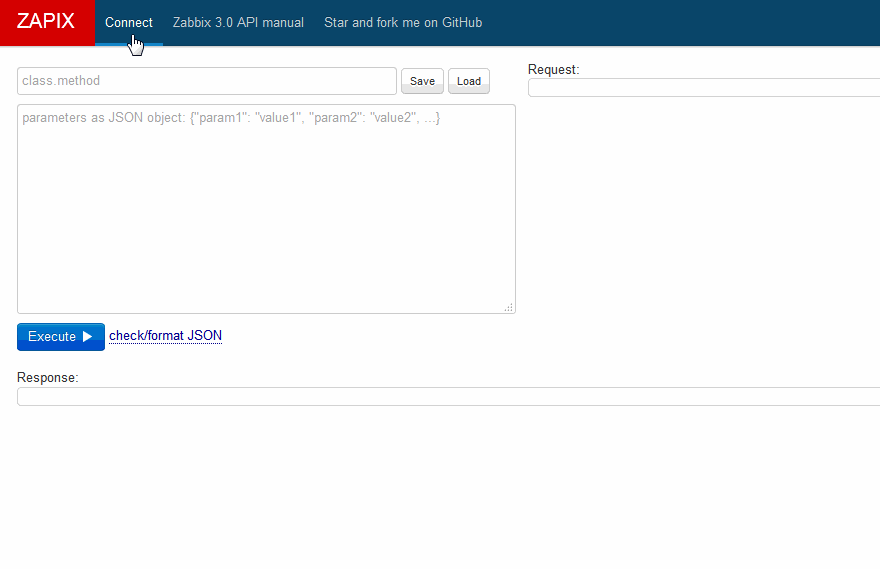 ZAPIX Connect Zabbix 3.0 API manual Star and fork me on GitHub
class.method Save Load
Request:
parameters as JSON object: {"param1": "value1", "param2": "value2", ...}
Execute ▶ check/format JSON
Response: